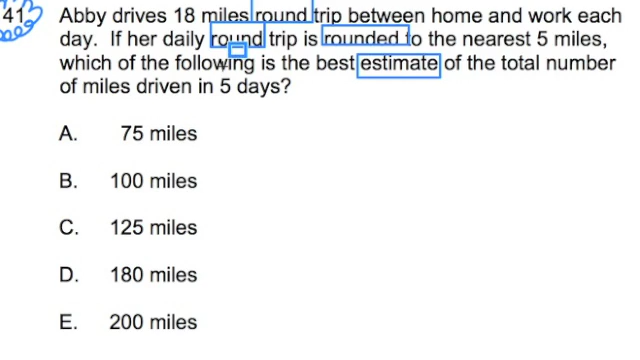 41
Abby drives 18 miles round trip between home and work each
day. If her daily round trip is rounded to the nearest 5 miles,
which of the following is the best estimate of the total number
of miles driven in 5 days?
A. 75 miles
B. 100 miles
C. 125 miles
D. 180 miles
E. 200 miles